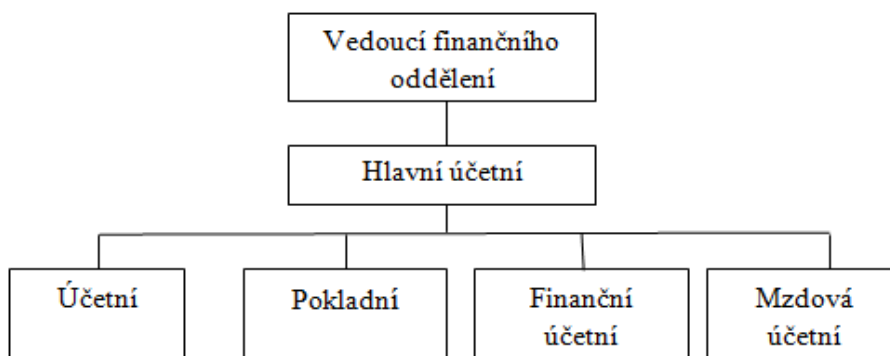 Vedoucí finančního
oddělení
Hlavní účetní
Účetní
Pokladní
Finanční
účetní
Mzdová
účetní